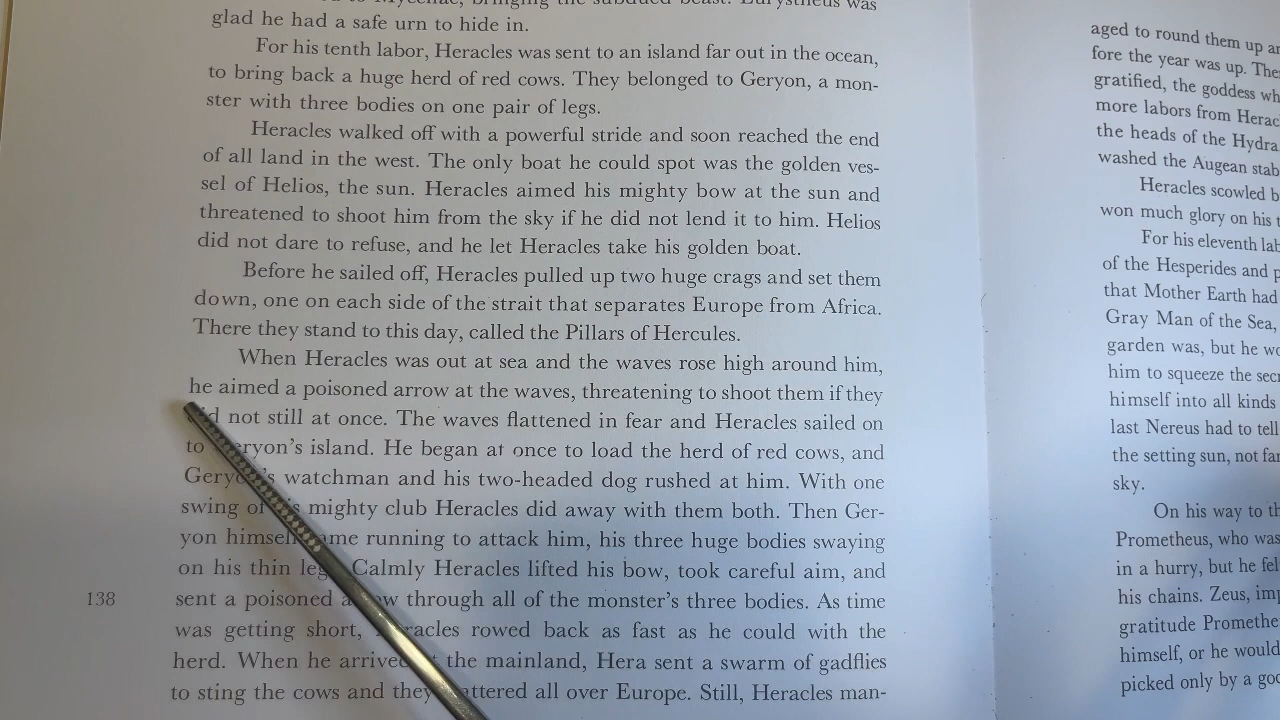 glad he had a safe urn to hide in.
For his tenth labor, Heracles was sent to an island far out in the ocean,
to bring back a huge herd of red cows. They belonged to Geryon, a mon-
ster with three bodies on one pair of legs.
Heracles walked off with a powerful stride and soon reached the end
of all land in the west. The only boat he could spot was the golden ves-
sel of Helios, the sun. Heracles aimed his mighty bow at the sun and
threatened to shoot him from the sky if he did not lend it to him. Helios
did not dare to refuse, and he let Heracles take his golden boat.
Before he sailed off, Heracles pulled up two huge crags and set them
down, one on each side of the strait that separates Europe from Africa.
There they stand to this day, called the Pillars of Hercules.
When Heracles was out at sea and the waves rose high around him,
he aimed a poisoned arrow at the waves, threatening to shoot them if they
not still at once. The waves flattened in fear and Heracles sailed on
to island. He began at once to load the herd of red cows, and
watchman and his two-headed dog rushed at him. With one
swing of mighty club Heracles did away with them both. Then Ger-
yon running to attack him, his three huge bodies swaying
on his thin Calmly Heracles lifted his bow, took careful aim, and
sent a poisoned through all of the monster's three bodies. As time
was getting short, rowed back as fast as he could with the
herd. When he the mainland, Hera sent a swarm of gadflies
to sting the cows and they all over Europe. Still, Heracles man-
138
aged to round them up
fore the year was up.
gratified, the goddess
more labors from
the heads of the Hydra
washed the Augean
Heracles scowled
won much glory on his
For his eleventh
of the Hesperides and
that Mother Earth had
Gray Man of the Sea,
garden was, but he
him to squeeze the
himself into all kinds
last Nereus had to tell
the setting sun, not
sky.
On his way to
Prometheus, who was
in a hurry, but he
his chains. Zeus,
gratitude
himself, or he would
picked only by a